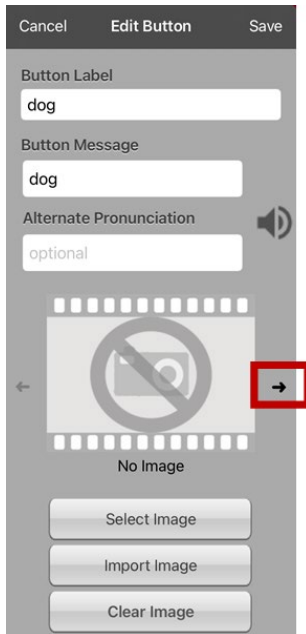 Cancel Edit Button Save
Button Label
dog
Button Message
dog
Alternate Pronunciation
optional
← →
No Image
Select Image
Import Image
Clear Image